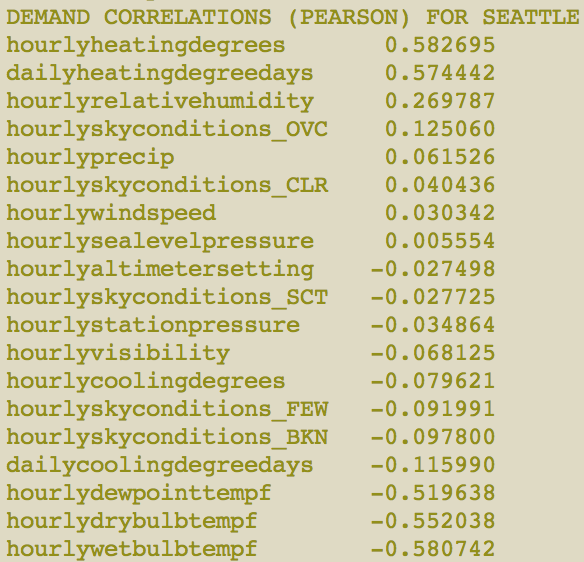 DEMAND CORRELATIONS (PEARSON) FOR SEATTLE
hourlyheatingdegrees 0.582695
dailyheatingdegreedays 0.574442
hourlyrelativehumidity 0.269787
hourlyskyconditions_OVC 0.125060
hourlyprecip 0.061526
hourlyskyconditions_CLR 0.040436
hourlywindspeed 0.030342
hourlysealevelpressure 0.005554
hourlyaltimetersetting -0.027498
hourlyskyconditions_SCT -0.027725
hourlystationpressure -0.034864
hourlyvisibility -0.068125
hourlycoolingdegrees -0.079621
hourlyskyconditions_FEW -0.091991
hourlyskyconditions_BKN -0.097800
dailycoolingdegreedays -0.115990
hourlydewpointtempf -0.519638
hourlydrybulbtempf -0.552038
hourlywetbulbtempf -0.580742